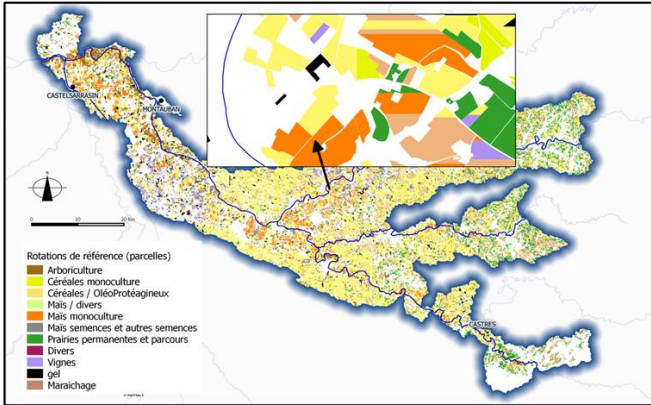 CASTELSARRASIN
MONTAUBAN
0 10 20 Km
CASTRES
Rotations de référence (parcelles)
Arboriculture
Céréales monoculture
Céréales / OléoProtéagineux
Maïs / divers
Maïs monoculture
Maïs semences et autres semences
Prairies permanentes et parcours
Divers
Vignes
gel
Maraichage